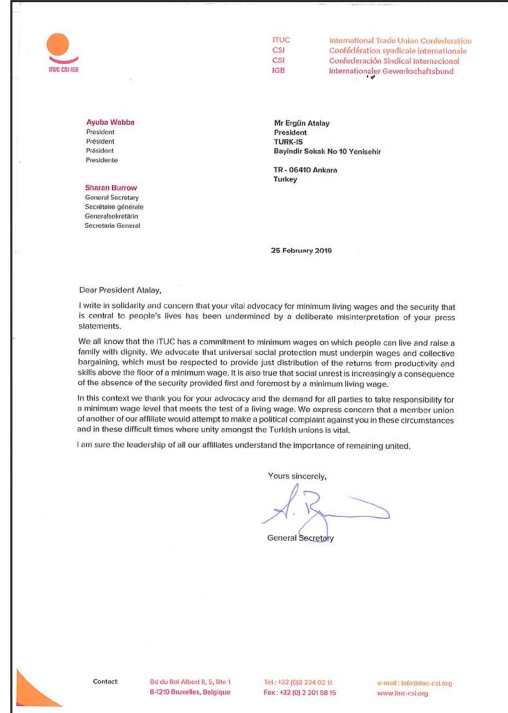 ITUC CSI IGB
ITUC International Trade Union Confederation
CSI Confédération syndicale internationale
CSI Confederación Sindical Internacional
IGB Internationaler Gewerkschaftsbund
Ayuba Wabba
President
Président
Präsident
Presidente
Sharan Burrow
General Secretary
Secrétaire générale
Generalsekretärin
Secretaria General
Mr Ergün Atalay
President
TURK-IS
Bayindir Sokak No 10 Yenisehir
TR - 06410 Ankara
Turkey
25 February 2019
Dear President Atalay,
I write in solidarity and concern that your vital advocacy for minimum living wages and the security that
is central to people's lives has been undermined by a deliberate misinterpretation of your press
statements.
We all know that the ITUC has a commitment to minimum wages on which people can live and raise a
family with dignity. We advocate that universal social protection must underpin wages and collective
bargaining, which must be respected to provide just distribution of the returns from productivity and
skills above the floor of a minimum wage. It is also true that social unrest is increasingly a consequence
of the absence of the security provided first and foremost by a minimum living wage.
In this context we thank you for your advocacy and the demand for all parties to take responsibility for
a minimum wage level that meets the test of a living wage. We express concern that a member union
of another of our affiliate would attempt to make a political complaint against you in these circumstances
and in these difficult times where unity amongst the Turkish unions is vital.
I am sure the leadership of all our affiliates understand the importance of remaining united.
Yours sincerely,
General Secretary
Contact:
Bd du Roi Albert II, 5, Bte 1
B-1210 Bruxelles, Belgique
Tel : +32 (0)2 224 02 11
Fax : +32 (0) 2 201 58 15
e-mail : info@ituc-csi.org
www.ituc-csi.org